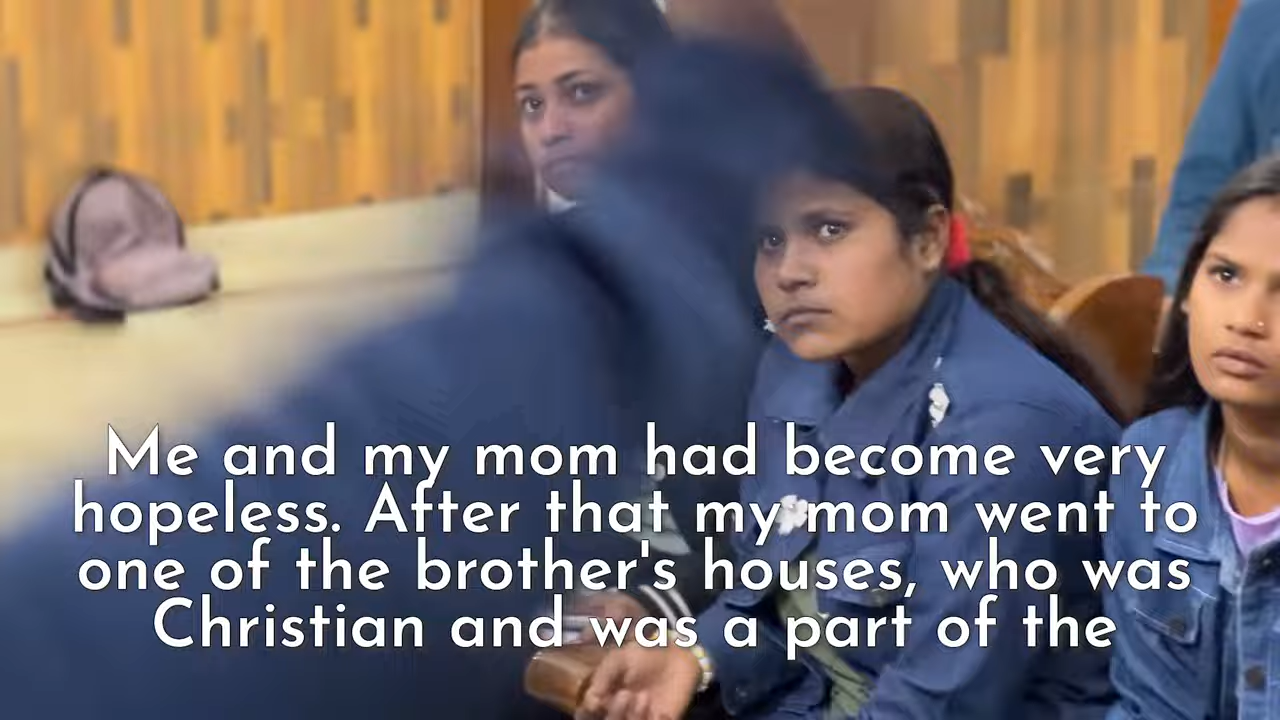 Me and my mom had become very
hopeless. After that my mom went to
one of the brother's houses, who was
Christian and was a part of the